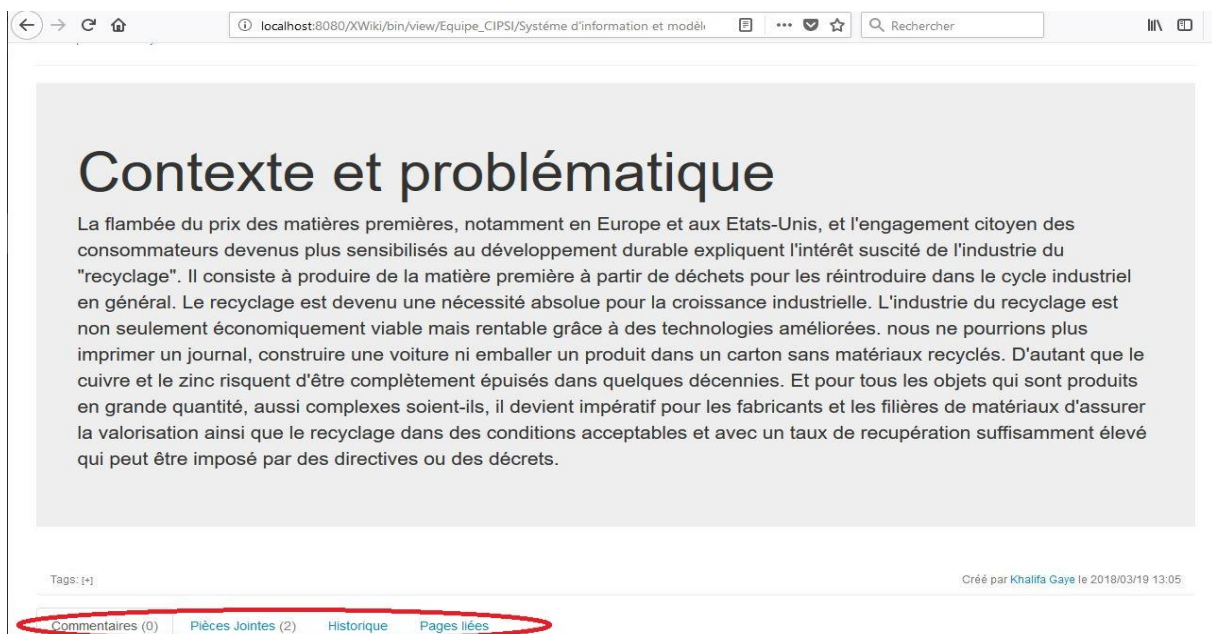 localhost:8080/XWiki/bin/view/Equipe_CIPSI/Systéme d'information et modèle
Rechercher
Contexte et problématique
La flambée du prix des matières premières, notamment en Europe et aux Etats-Unis, et l'engagement citoyen des
consommateurs devenus plus sensibilisés au développement durable expliquent l'intérêt suscité de l'industrie du
"recyclage". Il consiste à produire de la matière première à partir de déchets pour les réintroduire dans le cycle industriel
en général. Le recyclage est devenu une nécessité absolue pour la croissance industrielle. L'industrie du recyclage est
non seulement économiquement viable mais rentable grâce à des technologies améliorées. nous ne pourrions plus
imprimer un journal, construire une voiture ni emballer un produit dans un carton sans matériaux recyclés. D'autant que le
cuivre et le zinc risquent d'être complètement épuisés dans quelques décennies. Et pour tous les objets qui sont produits
en grande quantité, aussi complexes soient-ils, il devient impératif pour les fabricants et les filières de matériaux d'assurer
la valorisation ainsi que le recyclage dans des conditions acceptables et avec un taux de recupération suffisamment élevé
qui peut être imposé par des directives ou des décrets.
Tags: [+]
Créé par Khalifa Gaye le 2018/03/19 13:05
Commentaires (0) Pièces Jointes (2) Historique Pages liées